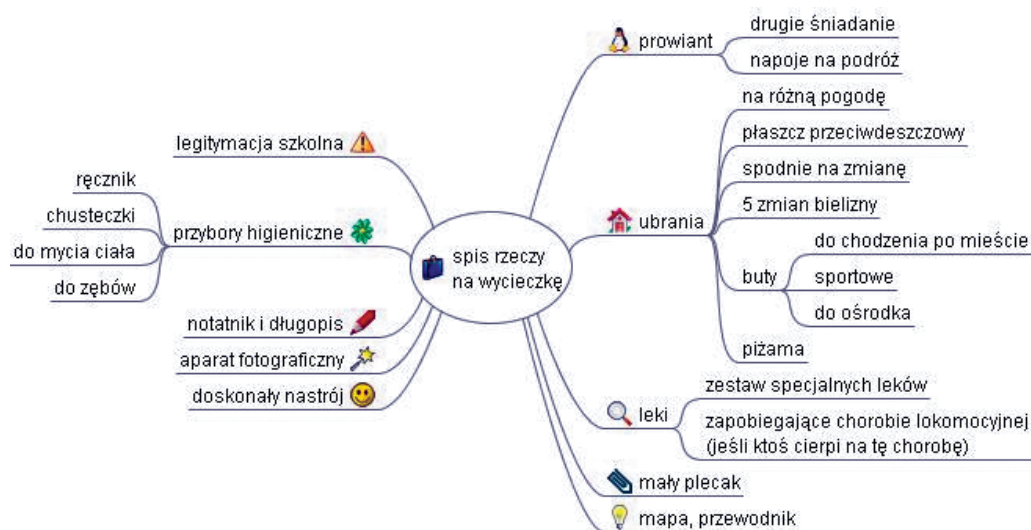 spis rzeczy
na wycieczkę
prowiant
drugie śniadanie
napoje na podróż
ubrania
na różną pogodę
płaszcz przeciwdeszczowy
spodnie na zmianę
5 zmian bielizny
buty
do chodzenia po mieście
sportowe
do ośrodka
piżama
leki
zestaw specjalnych leków
zapobiegające chorobie lokomocyjnej
(jeśli ktoś cierpi na tę chorobę)
mały plecak
mapa, przewodnik
legitymacja szkolna
przybory higieniczne
ręcznik
chusteczki
do mycia ciała
do zębów
notatnik i długopis
aparat fotograficzny
doskonały nastrój